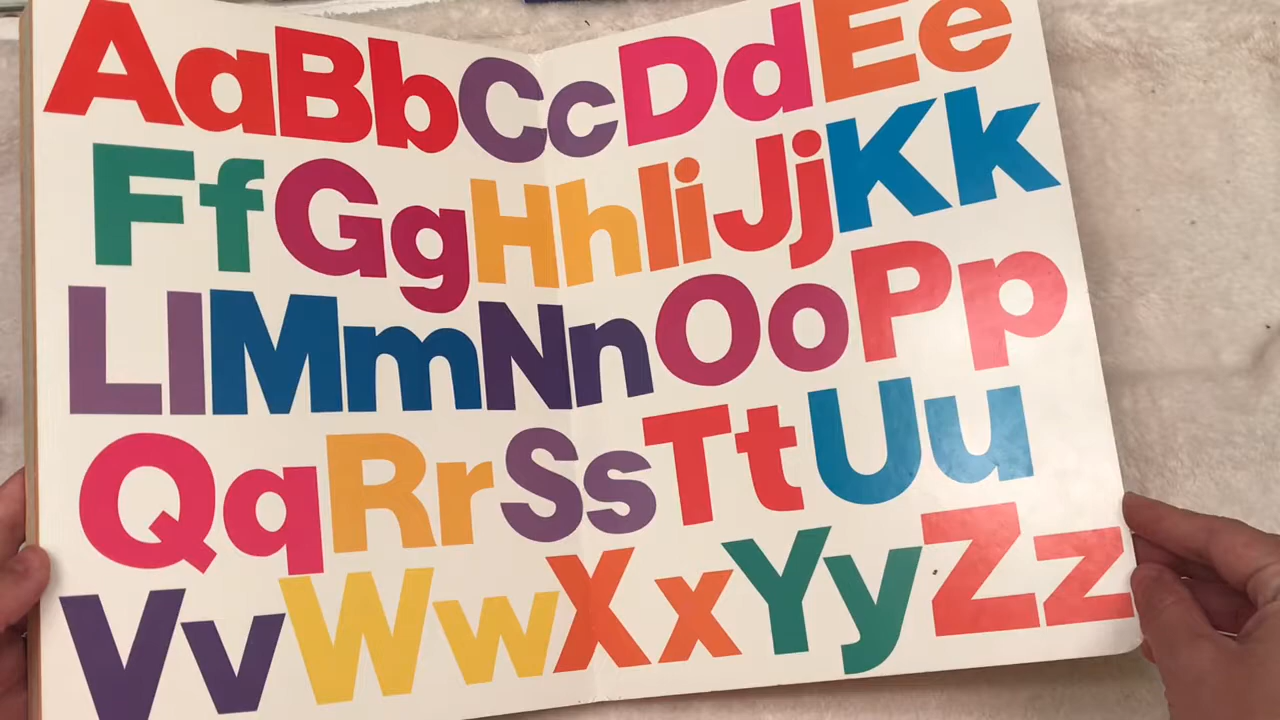 AaBbCcDdEe
FfGgHhIiJjKk
LlMmNnOoPp
QqRrSsTtUu
VvWwXxYyZz